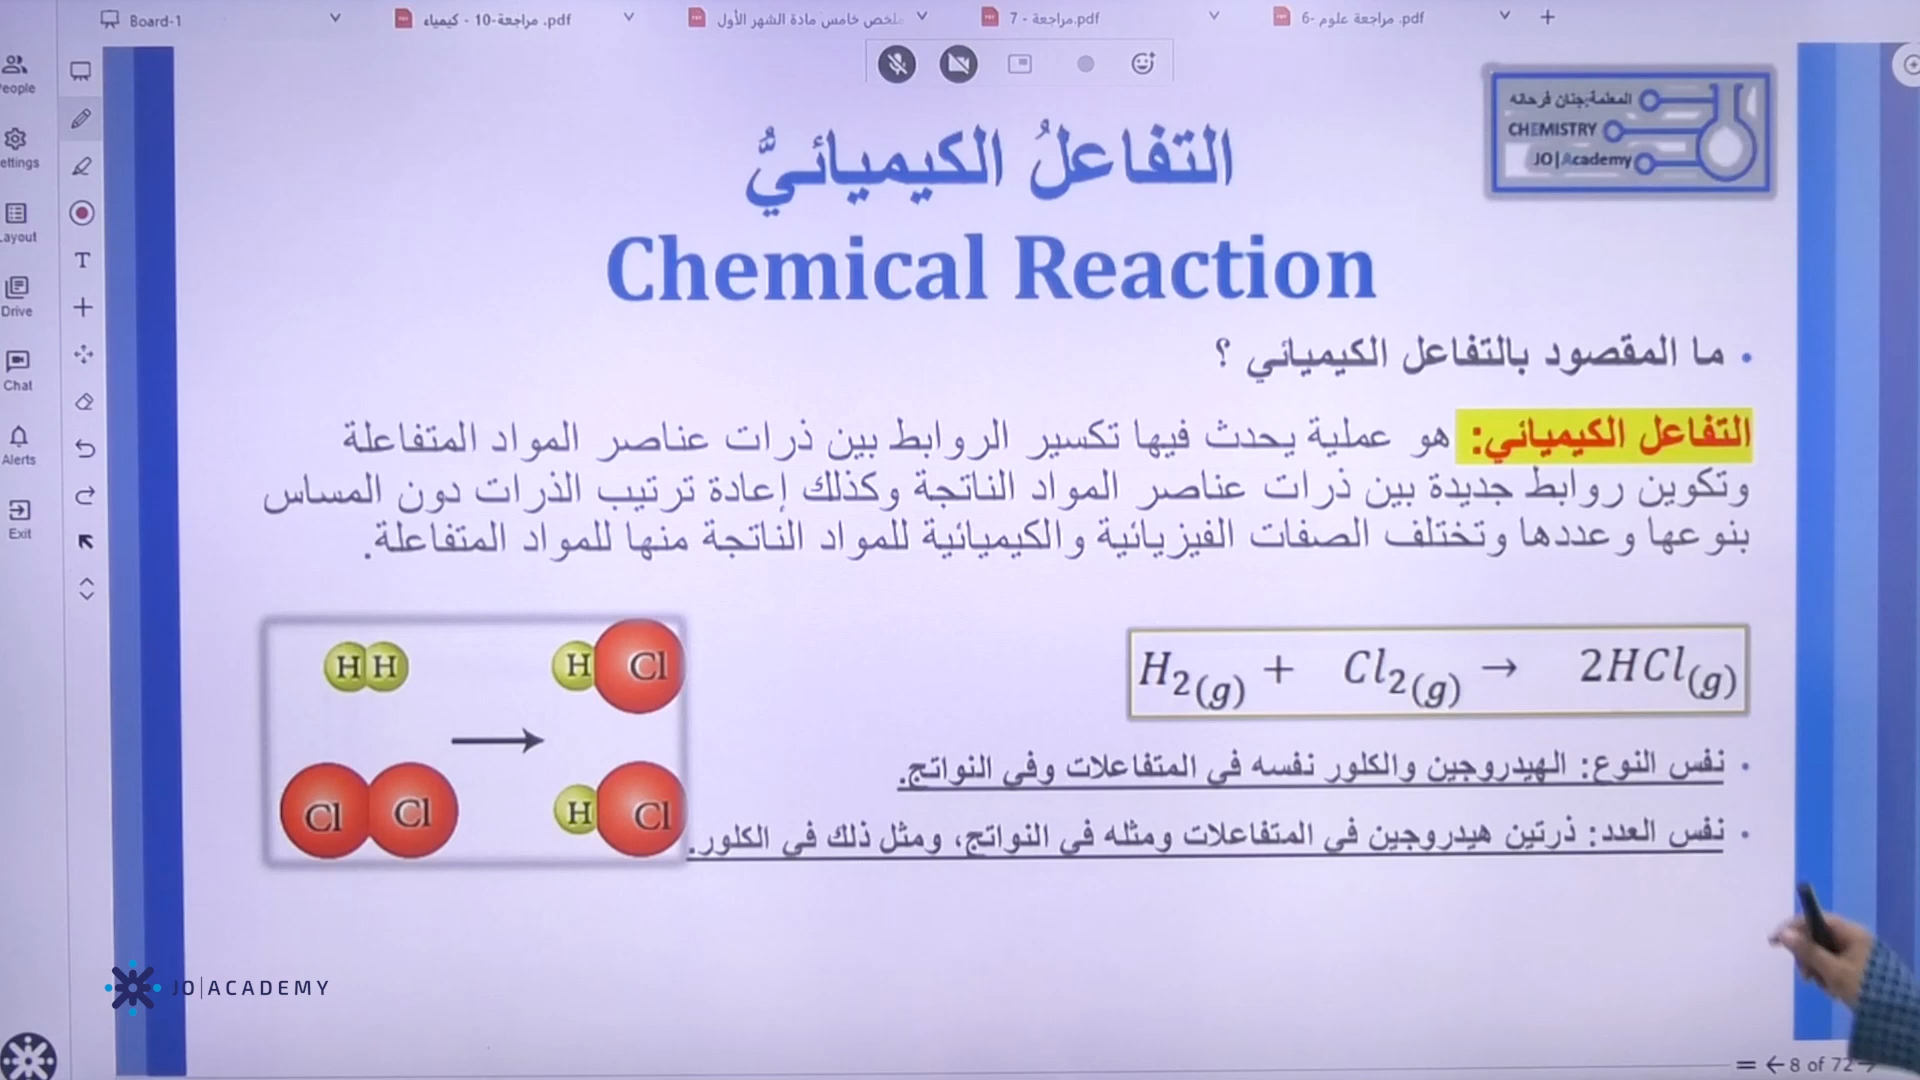 Board-1
مراجعة-10 - كيمياء .pdf
ملخص خامس مادة الشهر الأول
مراجعة - 7.pdf
مراجعة علوم -6 .pdf
People
Settings
Layout
Drive
Chat
Alerts
Exit
المعلمة:جنان فرحانه
CHEMISTRY
JO|Academy
التفاعلُ الكيميائيُّ
Chemical Reaction
• ما المقصود بالتفاعل الكيميائي ؟
التفاعل الكيميائي: هو عملية يحدث فيها تكسير الروابط بين ذرات عناصر المواد المتفاعلة
وتكوين روابط جديدة بين ذرات عناصر المواد الناتجة وكذلك إعادة ترتيب الذرات دون المساس
بنوعها وعددها وتختلف الصفات الفيزيائية والكيميائية للمواد الناتجة منها للمواد المتفاعلة.
H₂(g) + Cl₂(g) → 2HCl(g)
H H
H Cl
Cl Cl
H Cl
• نفس النوع: الهيدروجين والكلور نفسه في المتفاعلات وفي النواتج.
• نفس العدد: ذرتين هيدروجين في المتفاعلات ومثله في النواتج، ومثل ذلك في الكلور.
JO|ACADEMY
8 of 72